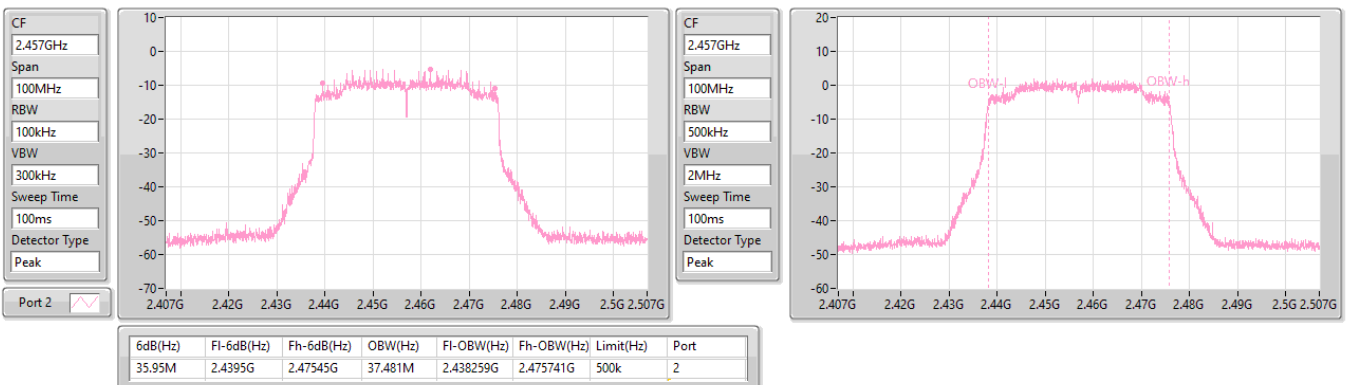 CF
2.457GHz
Span
100MHz
RBW
100kHz
VBW
300kHz
Sweep Time
100ms
Detector Type
Peak
Port 2
10
0
-10
-20
-30
-40
-50
-60
-70
2.407G 2.42G 2.43G 2.44G 2.45G 2.46G 2.47G 2.48G 2.49G 2.5G 2.507G
CF
2.457GHz
Span
100MHz
RBW
500kHz
VBW
2MHz
Sweep Time
100ms
Detector Type
Peak
20
10
0
-10
-20
-30
-40
-50
-60
OBW-l OBW-h
2.407G 2.42G 2.43G 2.44G 2.45G 2.46G 2.47G 2.48G 2.49G 2.5G 2.507G
6dB(Hz) Fl-6dB(Hz) Fh-6dB(Hz) OBW(Hz) Fl-OBW(Hz) Fh-OBW(Hz) Limit(Hz) Port
35.95M 2.4395G 2.47545G 37.481M 2.438259G 2.475741G 500k 2